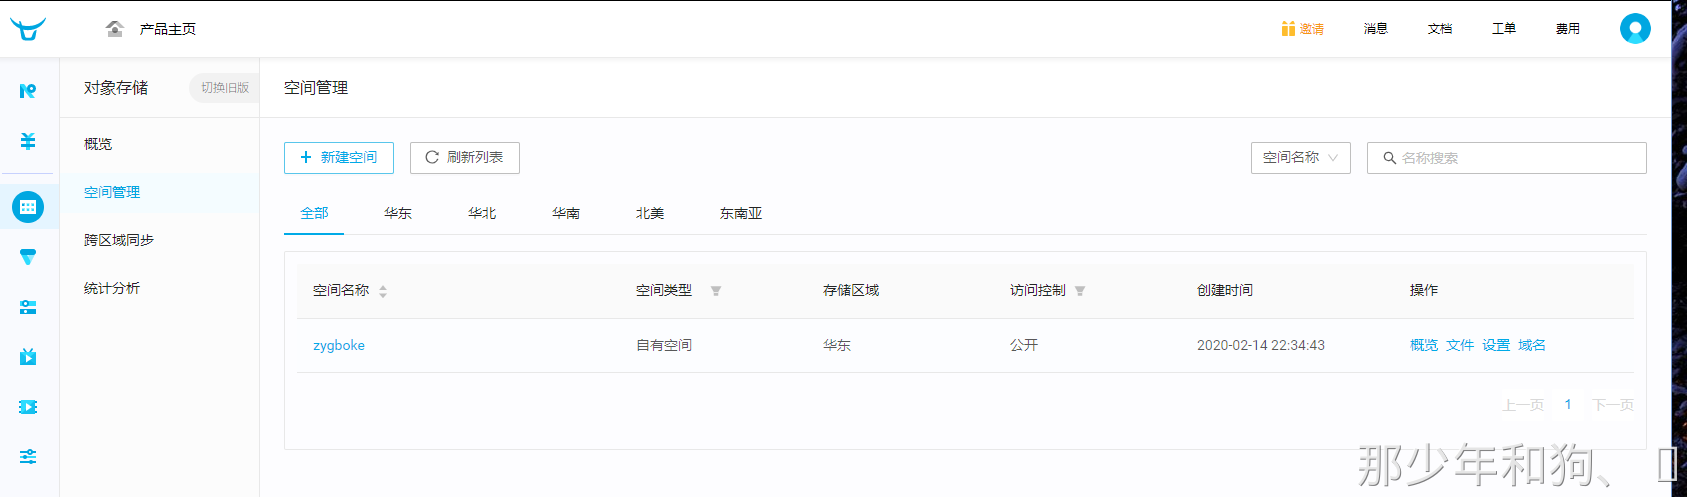 产品主页 邀请 消息 文档 工单 费用
对象存储 切换旧版 空间管理
概览
空间管理
跨区域同步
统计分析
+ 新建空间 刷新列表 空间名称 名称搜索
全部 华东 华北 华南 北美 东南亚
空间名称 空间类型 存储区域 访问控制 创建时间 操作
zygboke 自有空间 华东 公开 2020-02-14 22:34:43 概览 文件 设置 域名
上一页 1 下一页
那少年和狗、